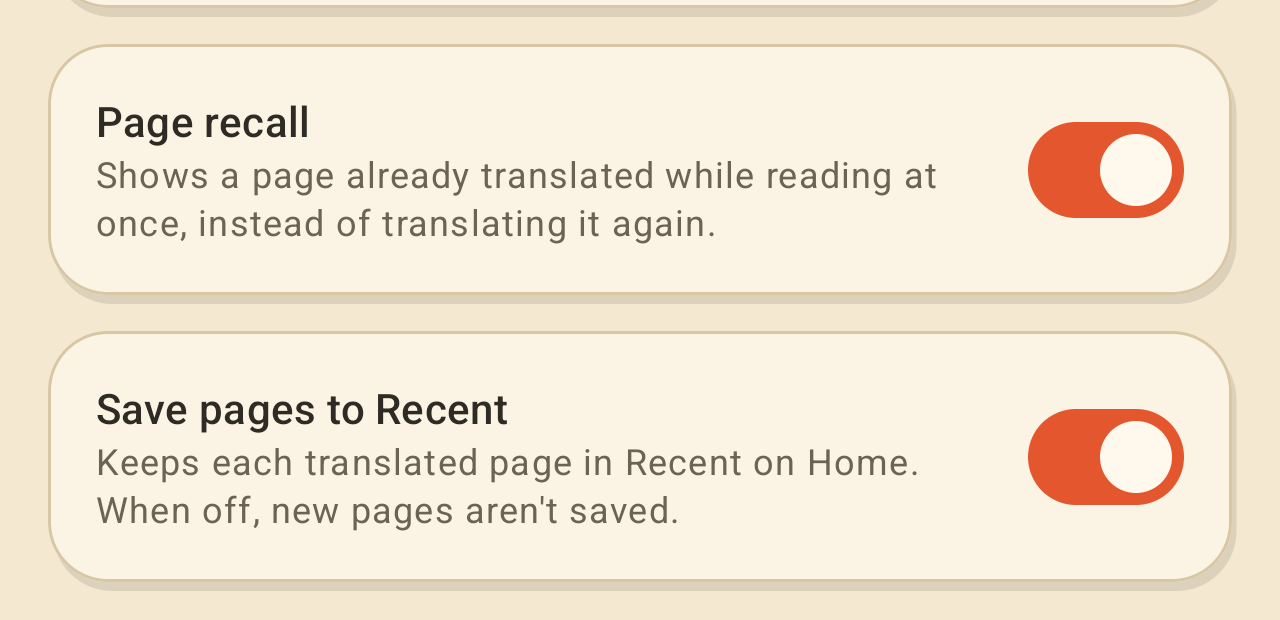 Page recall
Shows a page already translated while reading at
once, instead of translating it again.
Save pages to Recent
Keeps each translated page in Recent on Home.
When off, new pages aren't saved.